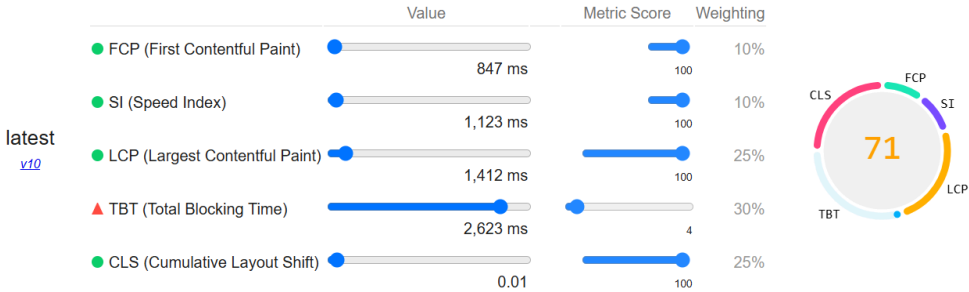 Value Metric Score Weighting
FCP (First Contentful Paint) 10%
847 ms 100
SI (Speed Index) 10%
1,123 ms 100
latest
v10
LCP (Largest Contentful Paint) 25%
1,412 ms 100
TBT (Total Blocking Time) 30%
2,623 ms 4
CLS (Cumulative Layout Shift) 25%
0.01 100
FCP
CLS
SI
71
LCP
TBT